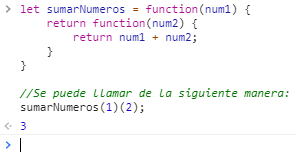 > let sumarNumeros = function(num1) {
return function(num2) {
return num1 + num2;
}
}
//Se puede llamar de la siguiente manera:
sumarNumeros(1)(2);
3
>